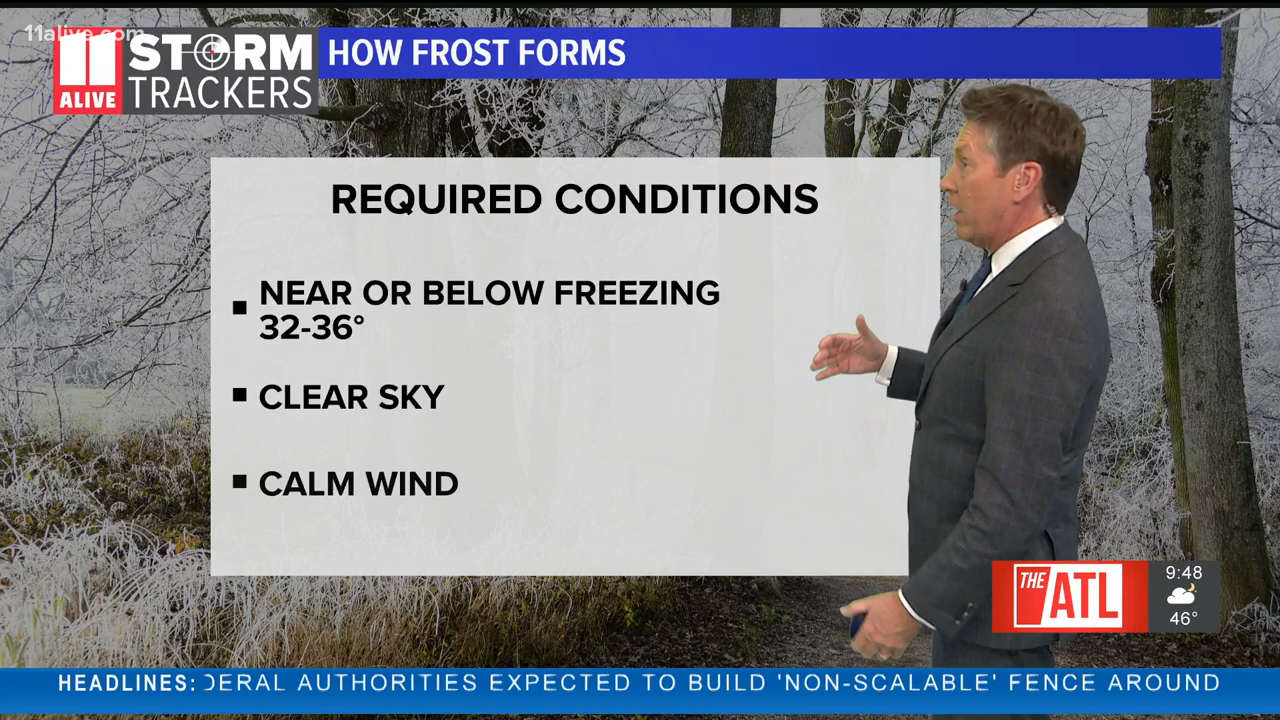 11alive.com
11
ALIVE
STORM
TRACKERS
HOW FROST FORMS
REQUIRED CONDITIONS
▪ NEAR OR BELOW FREEZING
32-36°
▪ CLEAR SKY
▪ CALM WIND
THE
ATL
9:48
46°
HEADLINES: DERAL AUTHORITIES EXPECTED TO BUILD 'NON-SCALABLE' FENCE AROUND